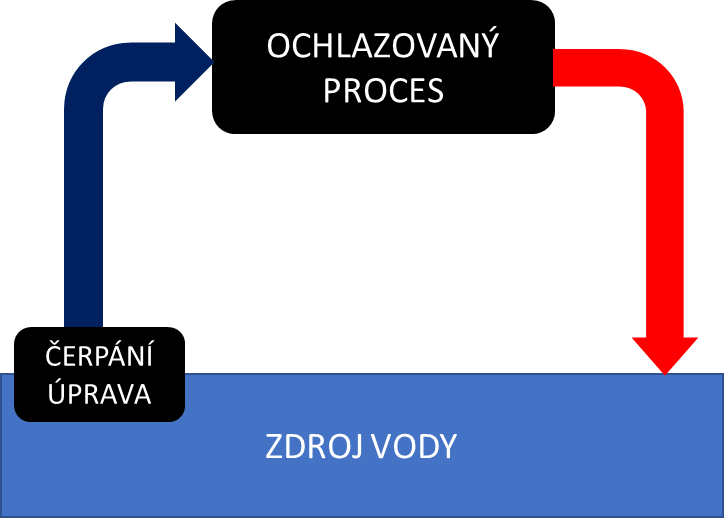 OCHLAZOVANÝ
PROCES
ČERPÁNÍ
ÚPRAVA
ZDROJ VODY